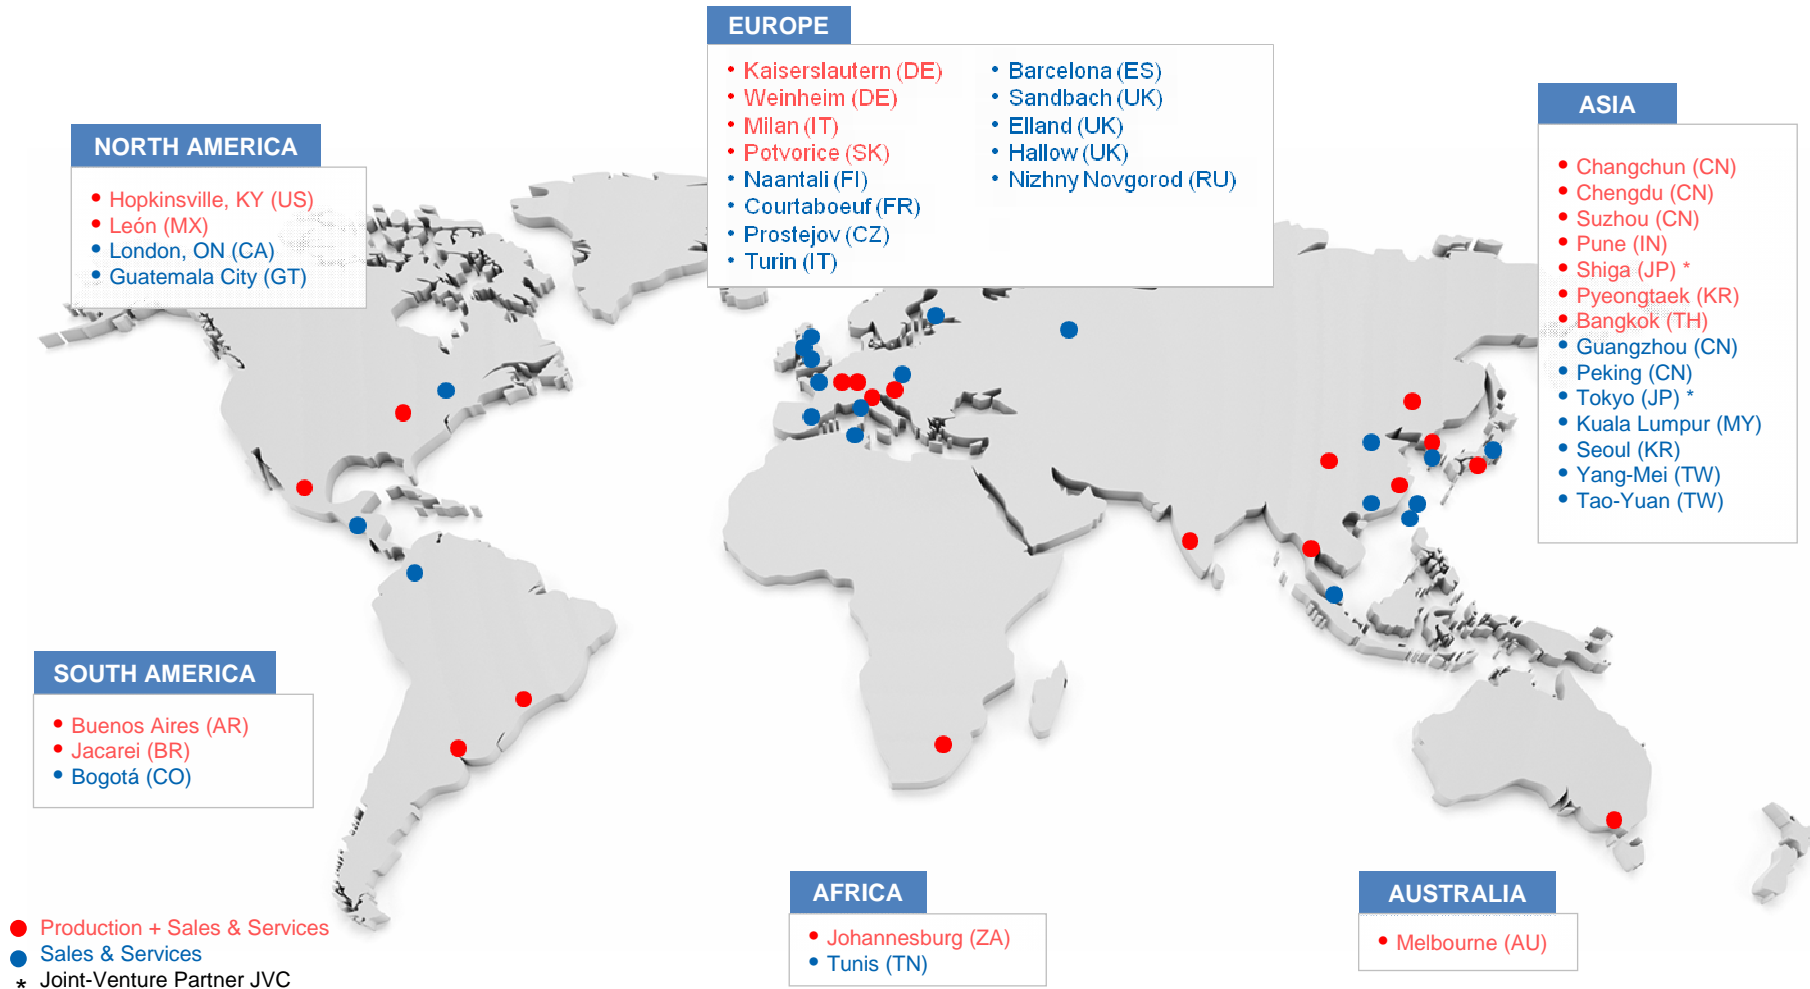 EUROPE
• Kaiserslautern (DE)
• Weinheim (DE)
• Milan (IT)
• Potvorice (SK)
• Naantali (FI)
• Courtaboeuf (FR)
• Prostejov (CZ)
• Turin (IT)
• Barcelona (ES)
• Sandbach (UK)
• Elland (UK)
• Hallow (UK)
• Nizhny Novgorod (RU)
ASIA
• Changchun (CN)
• Chengdu (CN)
• Suzhou (CN)
• Pune (IN)
• Shiga (JP) *
• Pyeongtaek (KR)
• Bangkok (TH)
• Guangzhou (CN)
• Peking (CN)
• Tokyo (JP) *
• Kuala Lumpur (MY)
• Seoul (KR)
• Yang-Mei (TW)
• Tao-Yuan (TW)
NORTH AMERICA
• Hopkinsville, KY (US)
• León (MX)
• London, ON (CA)
• Guatemala City (GT)
SOUTH AMERICA
• Buenos Aires (AR)
• Jacarei (BR)
• Bogotá (CO)
AFRICA
• Johannesburg (ZA)
• Tunis (TN)
AUSTRALIA
• Melbourne (AU)
Production + Sales & Services
Sales & Services
* Joint-Venture Partner JVC